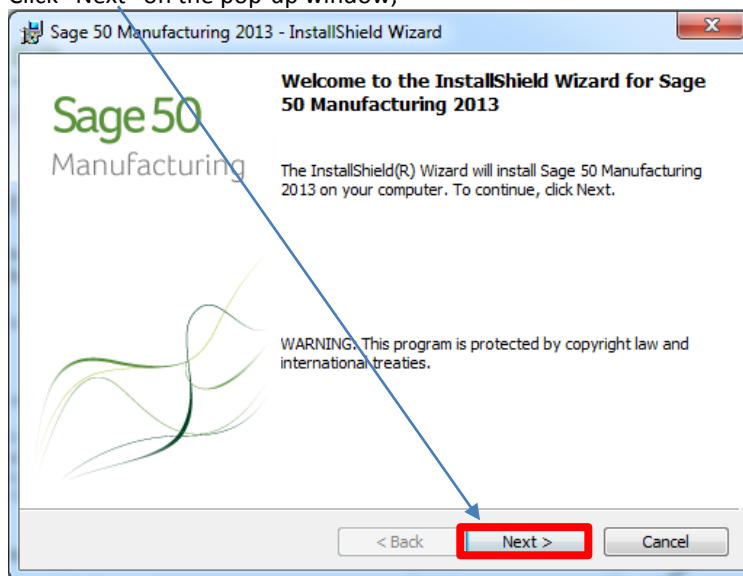 Click "Next" on the pop-up window,
Sage 50 Manufacturing 2013 - InstallShield Wizard
Welcome to the InstallShield Wizard for Sage
50 Manufacturing 2013
Sage 50
Manufacturing
The InstallShield(R) Wizard will install Sage 50 Manufacturing
2013 on your computer. To continue, click Next.
WARNING: This program is protected by copyright law and
international treaties.
< Back
Next >
Cancel